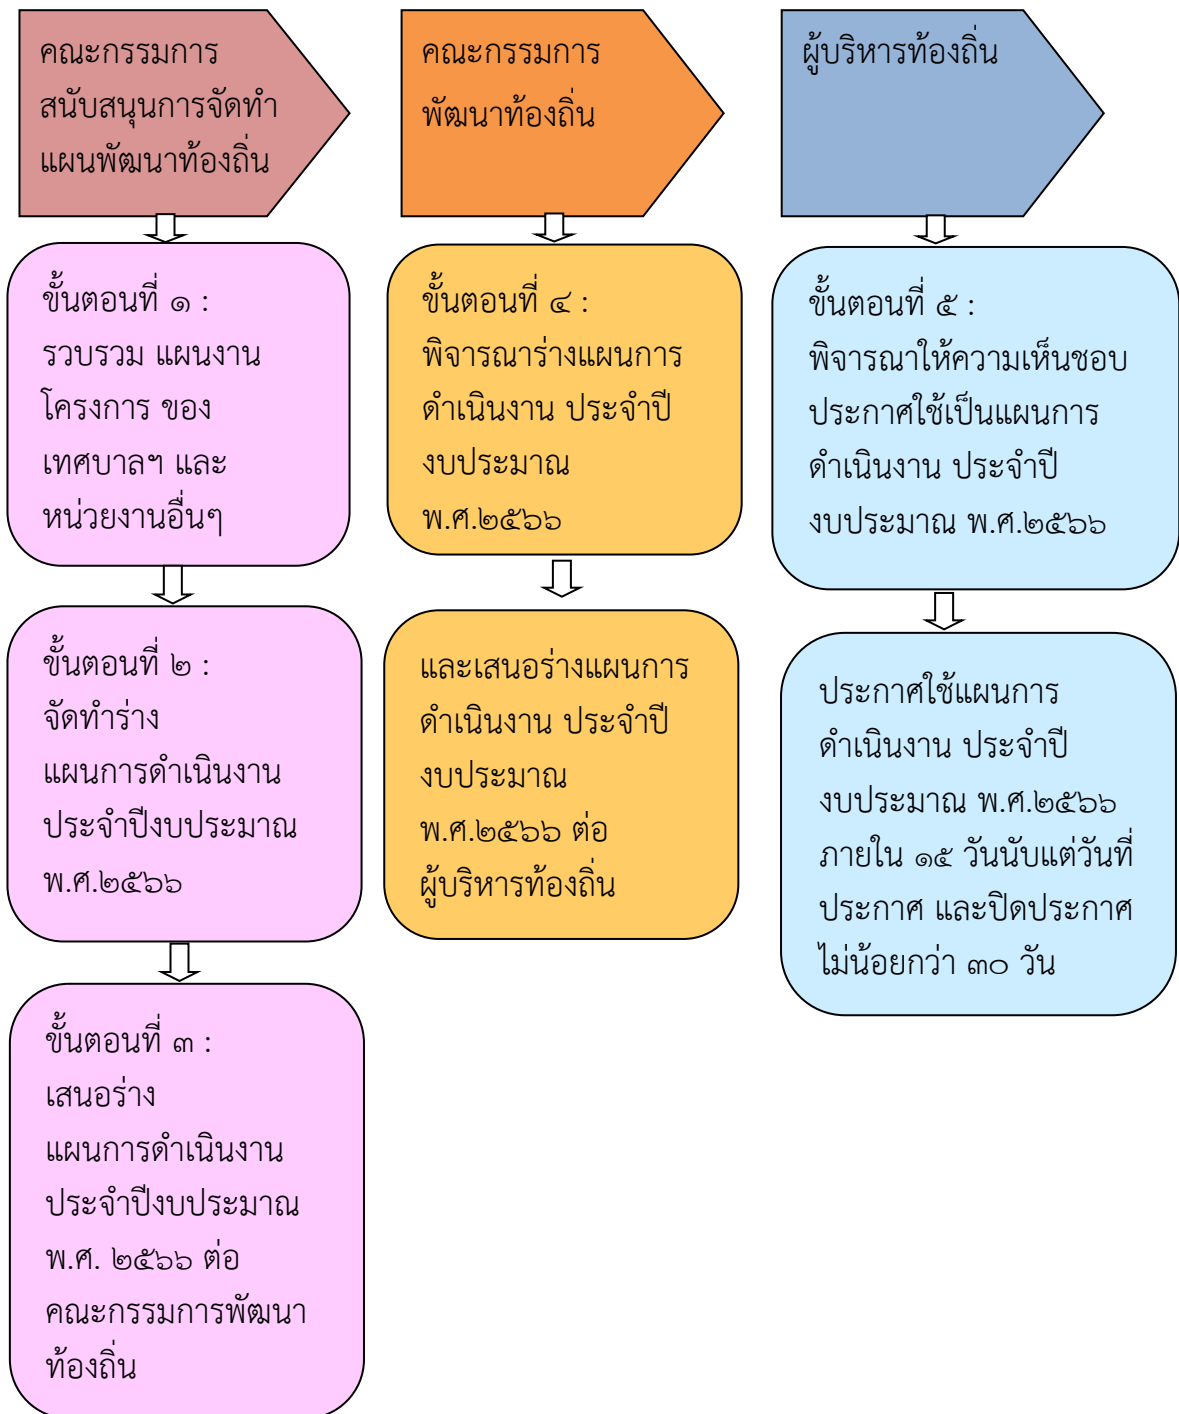 คณะกรรมการ
สนับสนุนการจัดทำ
แผนพัฒนาท้องถิ่น
ขั้นตอนที่ ๑ :
รวบรวม แผนงาน
โครงการ ของ
เทศบาลฯ และ
หน่วยงานอื่นๆ
ขั้นตอนที่ ๒ :
จัดทำร่าง
แผนการดำเนินงาน
ประจำปีงบประมาณ
พ.ศ.๒๕๖๖
ขั้นตอนที่ ๓ :
เสนอร่าง
แผนการดำเนินงาน
ประจำปีงบประมาณ
พ.ศ. ๒๕๖๖ ต่อ
คณะกรรมการพัฒนา
ท้องถิ่น
คณะกรรมการ
พัฒนาท้องถิ่น
ขั้นตอนที่ ๔ :
พิจารณาร่างแผนการ
ดำเนินงาน ประจำปี
งบประมาณ
พ.ศ.๒๕๖๖
และเสนอร่างแผนการ
ดำเนินงาน ประจำปี
งบประมาณ
พ.ศ.๒๕๖๖ ต่อ
ผู้บริหารท้องถิ่น
ผู้บริหารท้องถิ่น
ขั้นตอนที่ ๕ :
พิจารณาให้ความเห็นชอบ
ประกาศใช้เป็นแผนการ
ดำเนินงาน ประจำปี
งบประมาณ พ.ศ.๒๕๖๖
ประกาศใช้แผนการ
ดำเนินงาน ประจำปี
งบประมาณ พ.ศ.๒๕๖๖
ภายใน ๑๕ วันนับแต่วันที่
ประกาศ และปิดประกาศ
ไม่น้อยกว่า ๓๐ วัน